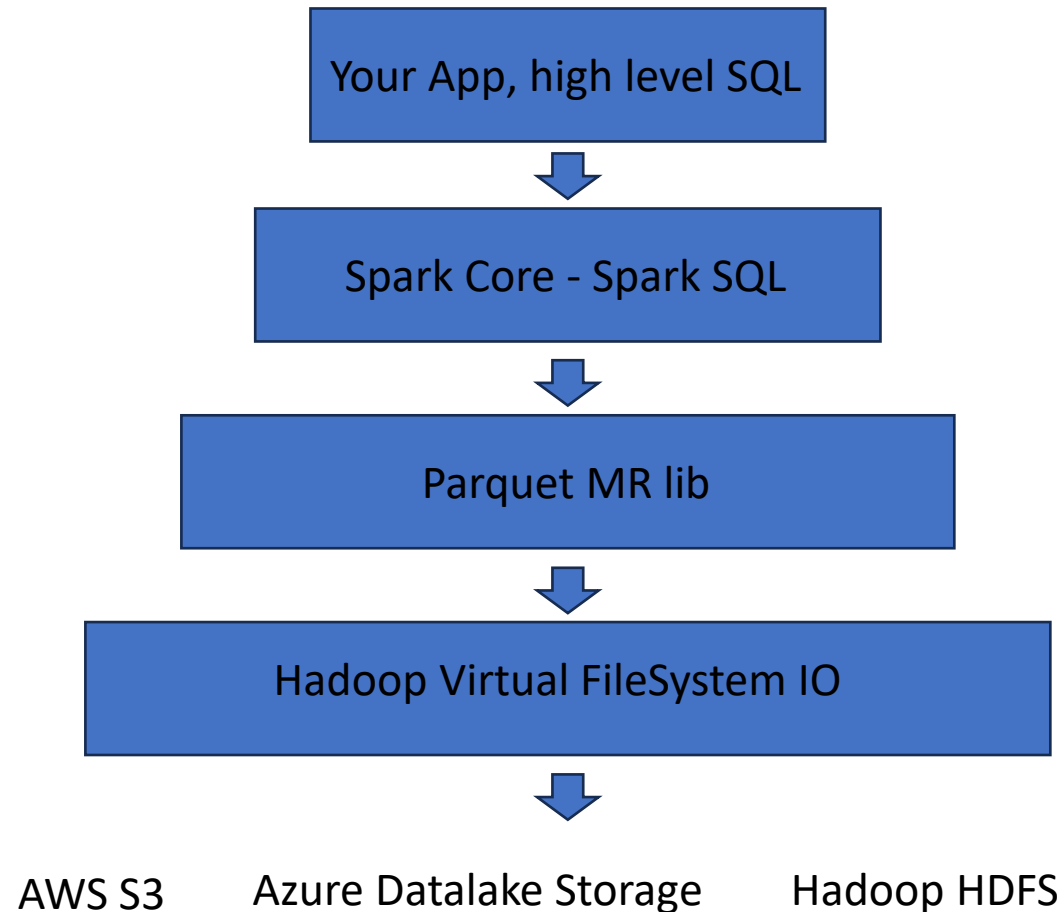 Your App, high level SQL
Spark Core - Spark SQL
Parquet MR lib
Hadoop Virtual FileSystem IO
AWS S3 Azure Datalake Storage Hadoop HDFS